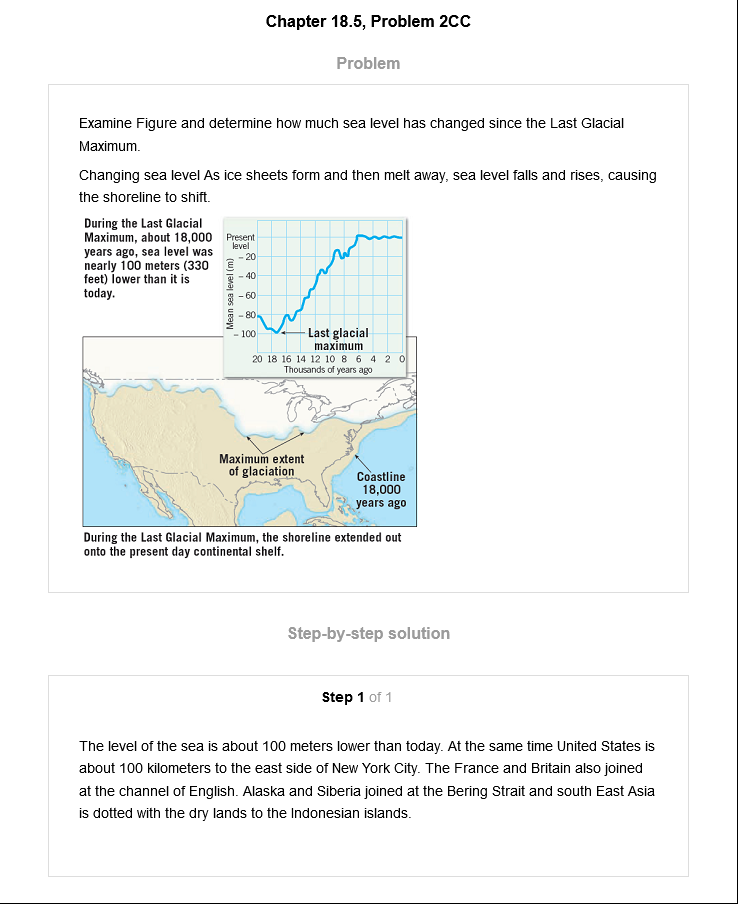 Chapter 18.5, Problem 2CC
Problem
Examine Figure and determine how much sea level has changed since the Last Glacial
Maximum.
Changing sea level As ice sheets form and then melt away, sea level falls and rises, causing
the shoreline to shift.
During the Last Glacial
Maximum, about 18,000
years ago, sea level was
nearly 100 meters (330
feet) lower than it is
today.
Mean sea level (m)
Present
level
– 20
– 40
– 60
– 80
– 100
Last glacial
maximum
20 18 16 14 12 10 8 6 4 2 0
Thousands of years ago
Maximum extent
of glaciation
Coastline
18,000
years ago
During the Last Glacial Maximum, the shoreline extended out
onto the present day continental shelf.
Step-by-step solution
Step 1 of 1
The level of the sea is about 100 meters lower than today. At the same time United States is
about 100 kilometers to the east side of New York City. The France and Britain also joined
at the channel of English. Alaska and Siberia joined at the Bering Strait and south East Asia
is dotted with the dry lands to the Indonesian islands.